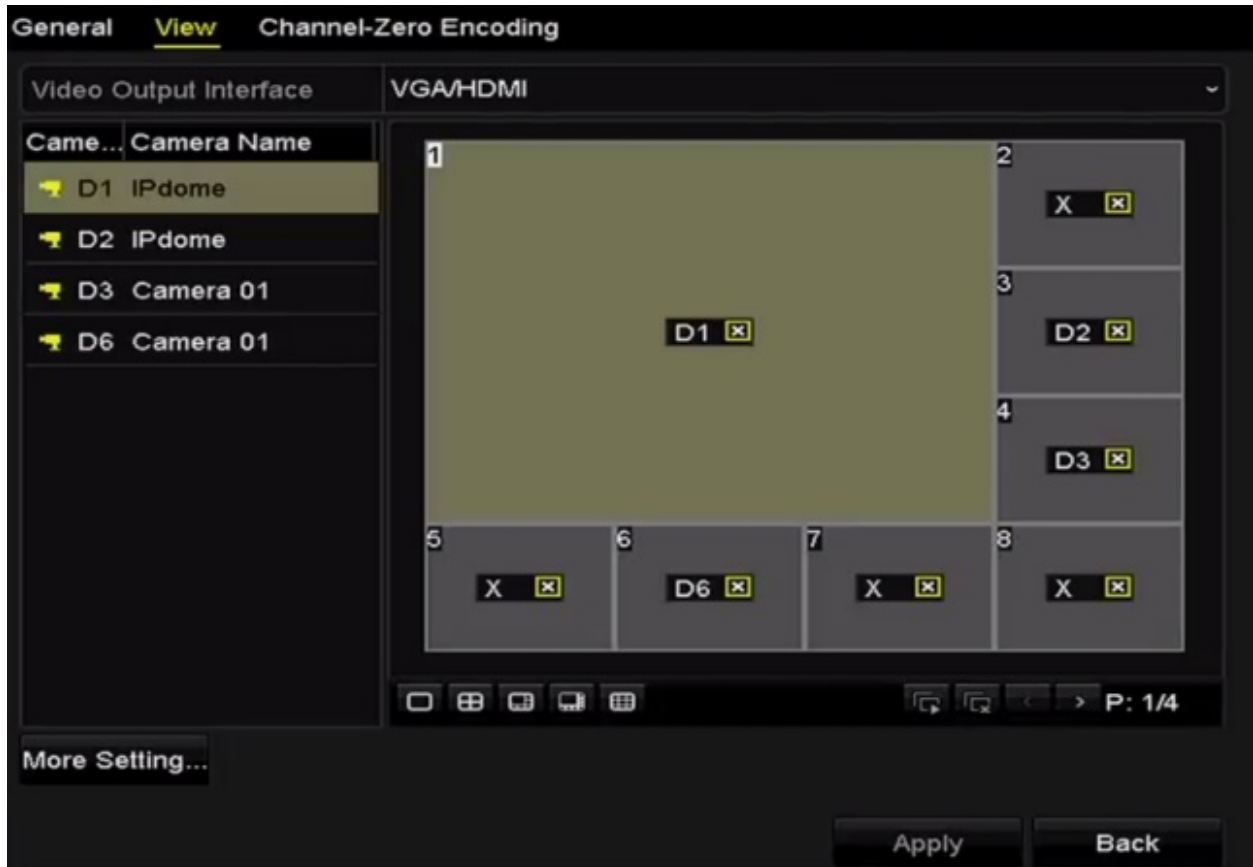 General View Channel-Zero Encoding
Video Output Interface VGA/HDMI
Came... Camera Name
D1 IPdome
D2 IPdome
D3 Camera 01
D6 Camera 01
1
D1
2
X
3
D2
4
D3
5
X
6
D6
7
X
8
X
P: 1/4
More Setting...
Apply Back